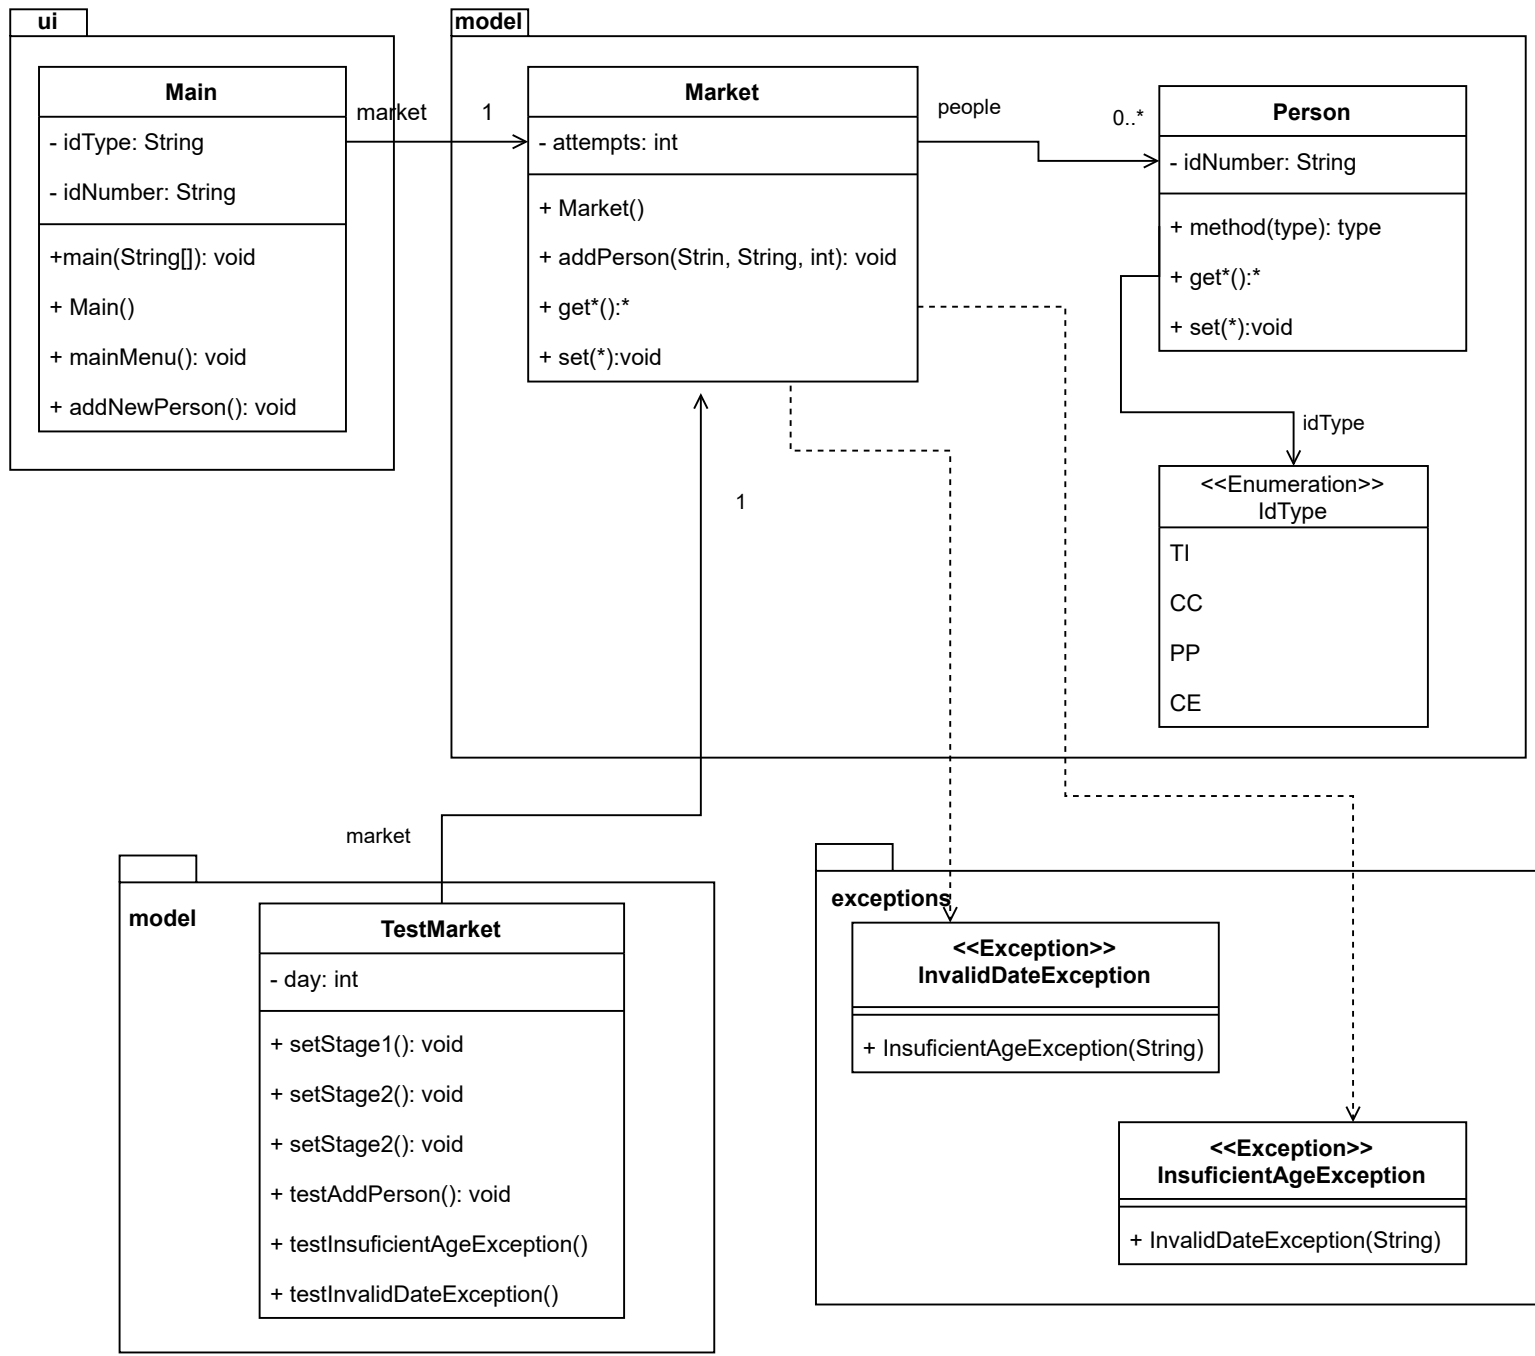 ui
Main
- idType: String
- idNumber: String
+main(String[]): void
+ Main()
+ mainMenu(): void
+ addNewPerson(): void
market
1
model
Market
- attempts: int
+ Market()
+ addPerson(Strin, String, int): void
+ get*():*
+ set(*):void
people
0..*
Person
- idNumber: String
+ method(type): type
+ get*():*
+ set(*):void
idType
<<Enumeration>>
IdType
TI
CC
PP
CE
1
market
model
TestMarket
- day: int
+ setStage1(): void
+ setStage2(): void
+ setStage2(): void
+ testAddPerson(): void
+ testInsuficientAgeException()
+ testInvalidDateException()
exceptions
<<Exception>>
InvalidDateException
+ InsuficientAgeException(String)
<<Exception>>
InsuficientAgeException
+ InvalidDateException(String)